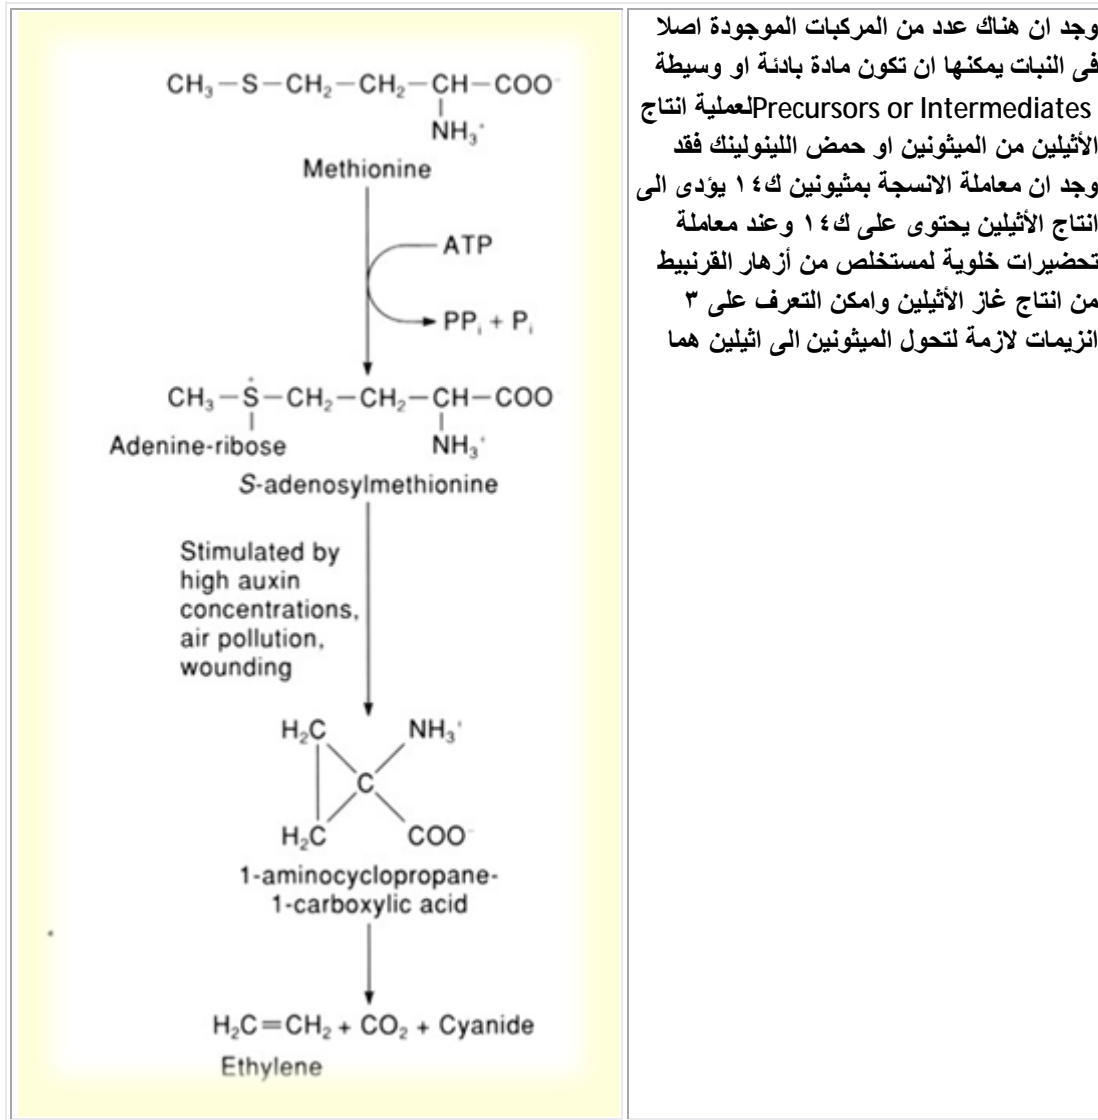 وجد ان هناك عدد من المركبات الموجودة اصلا
فى النبات يمكنها ان تكون مادة بادئة او وسيطة
Precursors or Intermediatesلعملية انتاج
الأثيلين من الميثونين او حمض اللينولينك فقد
وجد ان معاملة الانسجة بمثيونين ك١٤ يؤدى الى
انتاج الأثيلين يحتوى على ك١٤ وعند معاملة
تحضيرات خلوية لمستخلص من أزهار القرنبيط
من انتاج غاز الأثيلين وامكن التعرف على ٣
انزيمات لازمة لتحول الميثونين الى اثيلين هما
CH₃–S–CH₂–CH₂–CH–COO⁻
NH₃⁺
Methionine
ATP
PPᵢ + Pᵢ
CH₃–S⁺–CH₂–CH₂–CH–COO
Adenine-ribose NH₃⁺
S-adenosylmethionine
Stimulated by
high auxin
concentrations,
air pollution,
wounding
H₂C NH₃⁺
C
H₂C COO⁻
1-aminocyclopropane-
1-carboxylic acid
H₂C=CH₂ + CO₂ + Cyanide
Ethylene